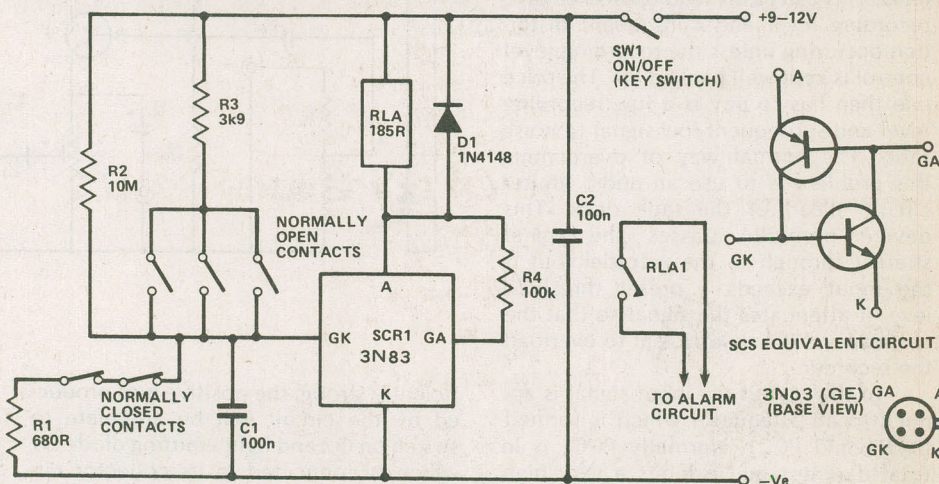 +9–12V
SW1
ON/OFF
(KEY SWITCH)
R3
3k9
RLA
185R
D1
1N4148
GA
R2
10M
NORMALLY
OPEN
CONTACTS
C2
100n
GK
RLA1
R4
100k
A
K
GK
SCR1
GA
3N83
SCS EQUIVALENT CIRCUIT
K
NORMALLY
CLOSED
CONTACTS
TO ALARM
CIRCUIT
3No3 (GE)
(BASE VIEW)
GA
A
R1
680R
C1
100n
GK
K
–Ve